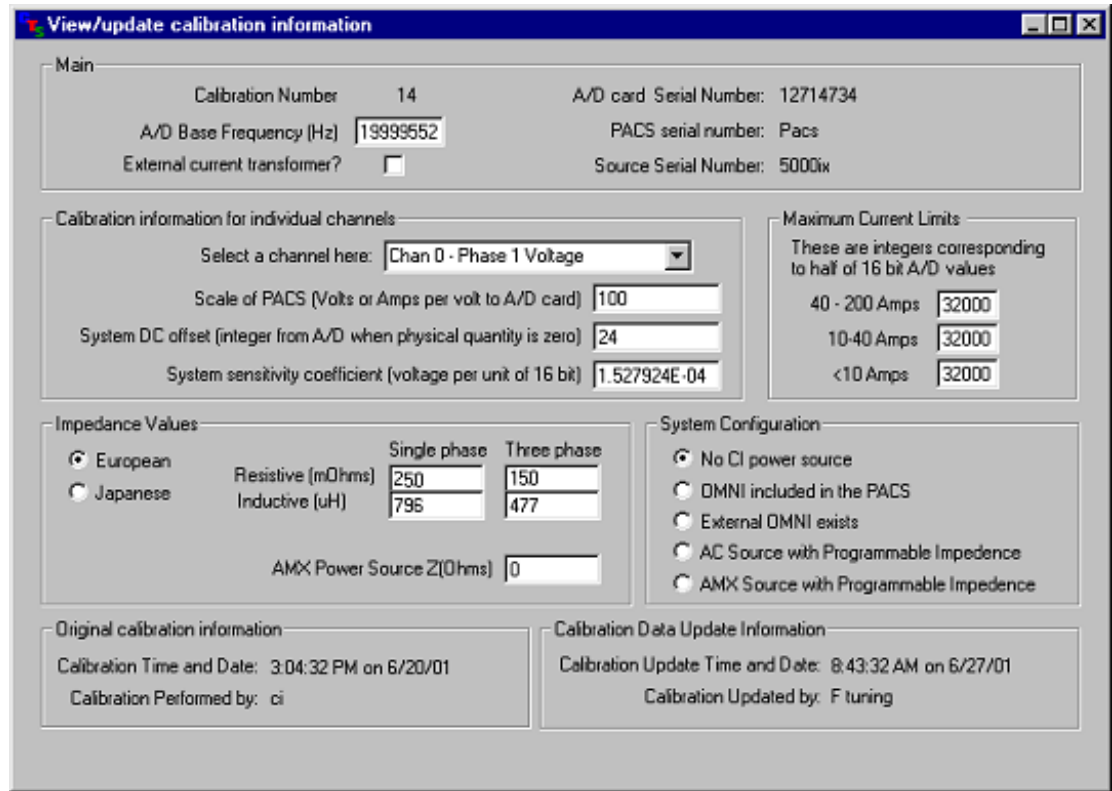 View/update calibration information
Main
Calibration Number 14
A/D card Serial Number: 12714734
A/D Base Frequency (Hz) 19999552
PACS serial number: Pacs
External current transformer?
Source Serial Number: 5000ix
Calibration information for individual channels
Select a channel here: Chan 0 - Phase 1 Voltage
Scale of PACS (Volts or Amps per volt to A/D card) 100
System DC offset (integer from A/D when physical quantity is zero) 24
System sensitivity coefficient (voltage per unit of 16 bit) 1.527924E-04
Maximum Current Limits
These are integers corresponding
to half of 16 bit A/D values
40 - 200 Amps 32000
10-40 Amps 32000
<10 Amps 32000
Impedance Values
European
Japanese
Single phase Three phase
Resistive (mOhms) 250 150
Inductive (uH) 796 477
AMX Power Source Z(Ohms) 0
System Configuration
No CI power source
OMNI included in the PACS
External OMNI exists
AC Source with Programmable Impedence
AMX Source with Programmable Impedence
Original calibration information
Calibration Time and Date: 3:04:32 PM on 6/20/01
Calibration Performed by: ci
Calibration Data Update Information
Calibration Update Time and Date: 8:43:32 AM on 6/27/01
Calibration Updated by: F tuning